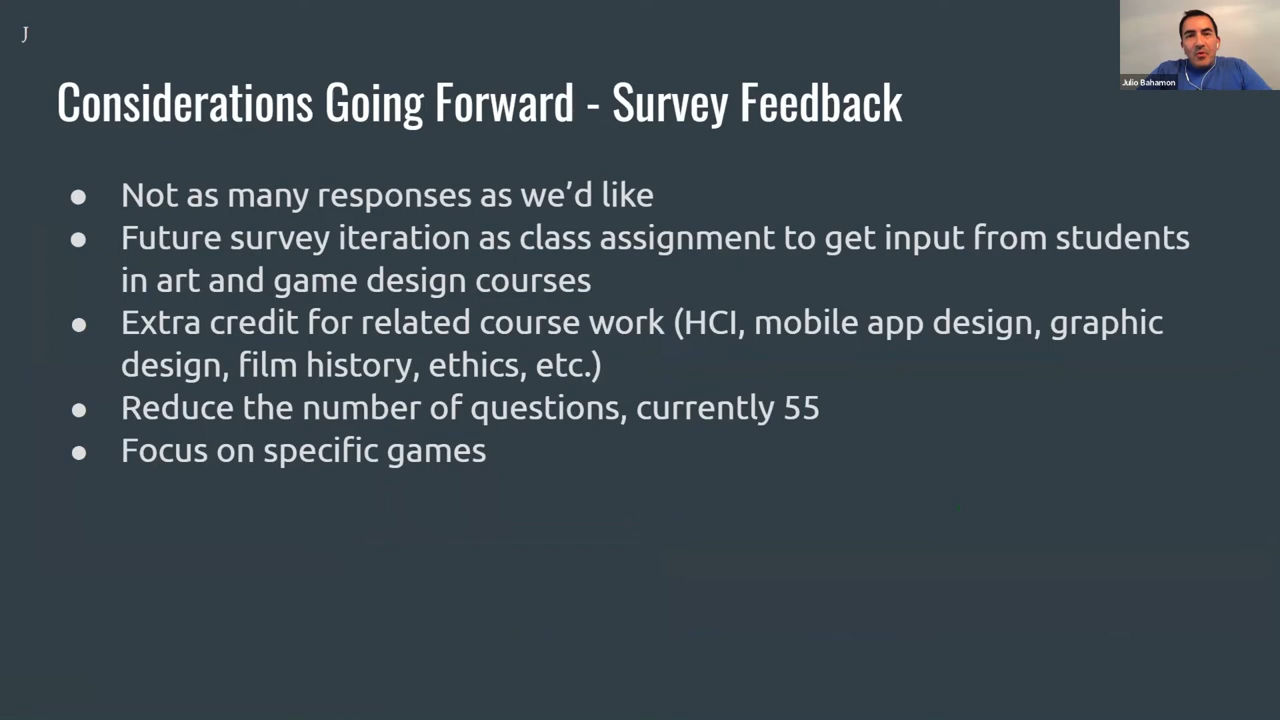 J
Julio Bahamon
Considerations Going Forward - Survey Feedback
● Not as many responses as we’d like
● Future survey iteration as class assignment to get input from students
in art and game design courses
● Extra credit for related course work (HCI, mobile app design, graphic
design, film history, ethics, etc.)
● Reduce the number of questions, currently 55
● Focus on specific games